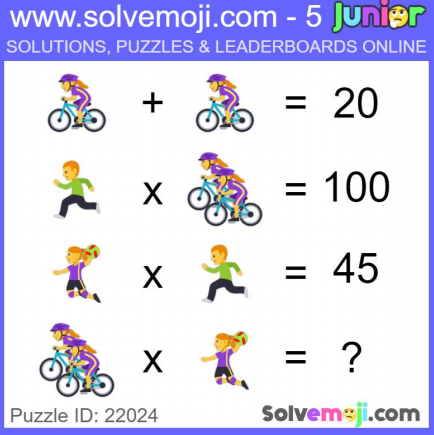 www.solvemoji.com - 5 Junior
SOLUTIONS, PUZZLES & LEADERBOARDS ONLINE
+ = 20
x = 100
x = 45
x = ?
Puzzle ID: 22024 Solvemoji.com